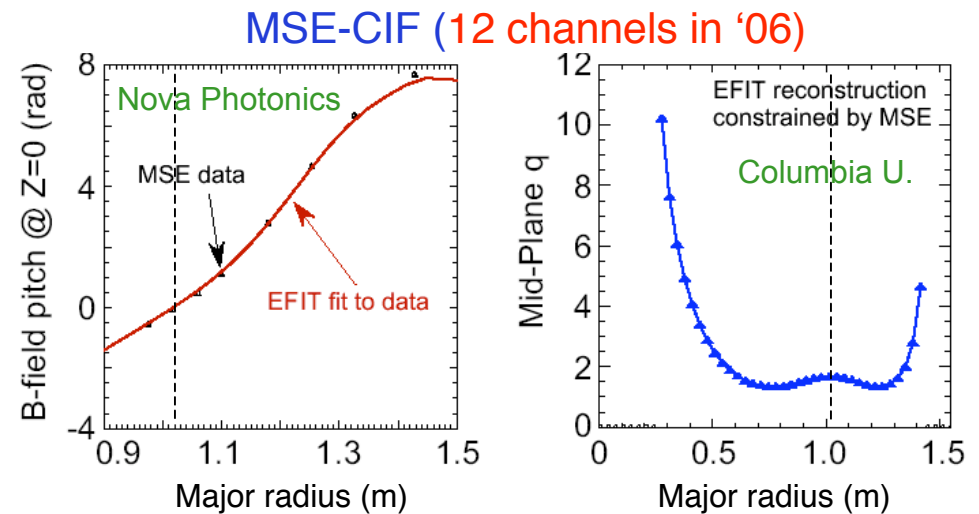 MSE-CIF (12 channels in ‘06)
B-field pitch @ Z=0 (rad)
8
4
0
-4
Nova Photonics
MSE data
EFIT fit to data
0.9
1.1
1.3
1.5
Major radius (m)
Mid-Plane q
12
10
8
6
4
2
0
EFIT reconstruction
constrained by MSE
Columbia U.
0
0.5
1.0
1.5
Major radius (m)